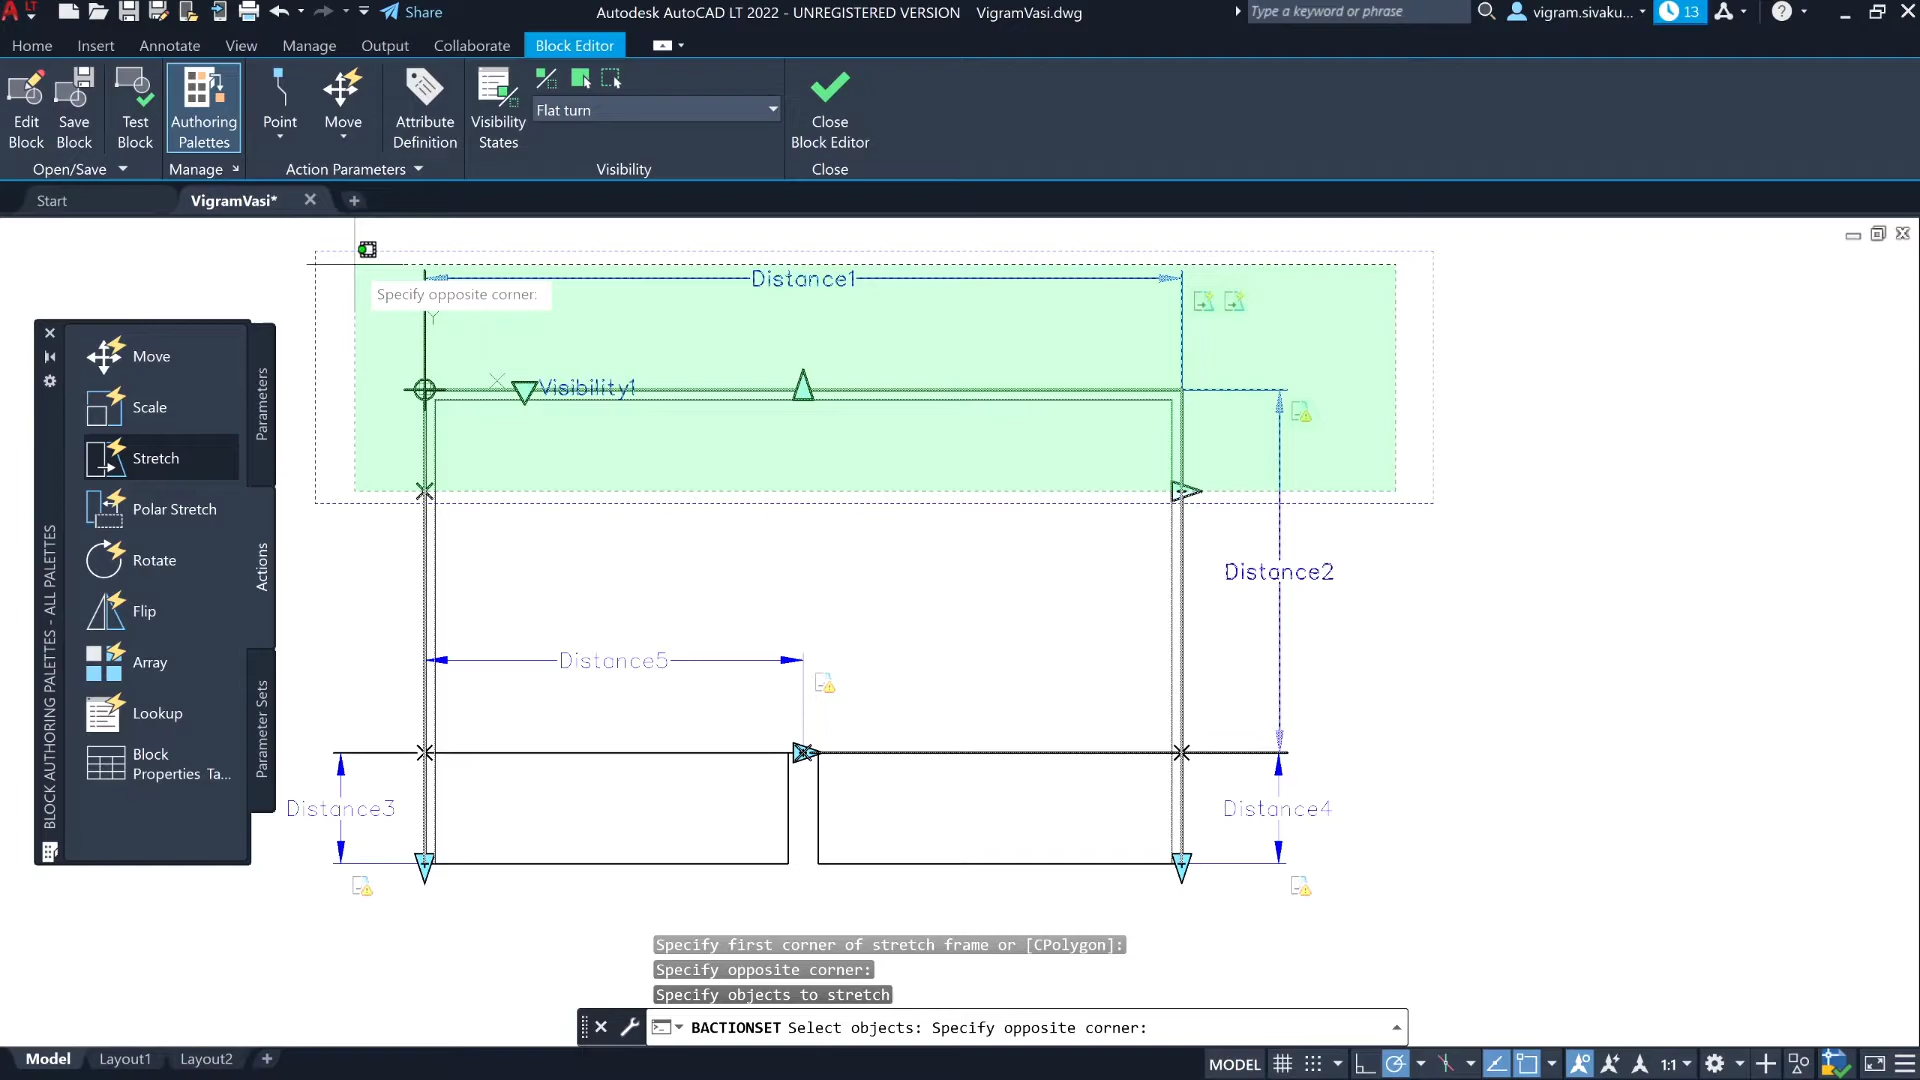 LT
Share
Autodesk AutoCAD LT 2022 - UNREGISTERED VERSION VigramVasi.dwg
Type a keyword or phrase
vigram.sivaku...
13
Home Insert Annotate View Manage Output Collaborate Block Editor
Edit Block
Save Block
Test Block
Authoring Palettes
Point
Move
Attribute Definition
Visibility States
Flat turn
Close Block Editor
Open/Save Manage Action Parameters Visibility Close
Start VigramVasi*
Distance1
Specify opposite corner:
Y
Visibility1
Distance2
Distance5
Distance3
Distance4
Move
Scale
Stretch
Polar Stretch
Rotate
Flip
Array
Lookup
Block
Properties Ta...
Parameters
Actions
Parameter Sets
BLOCK AUTHORING PALETTES - ALL PALETTES
Specify first corner of stretch frame or [CPolygon]:
Specify opposite corner:
Specify objects to stretch
BACTIONSET Select objects: Specify opposite corner:
Model Layout1 Layout2
MODEL 1:1